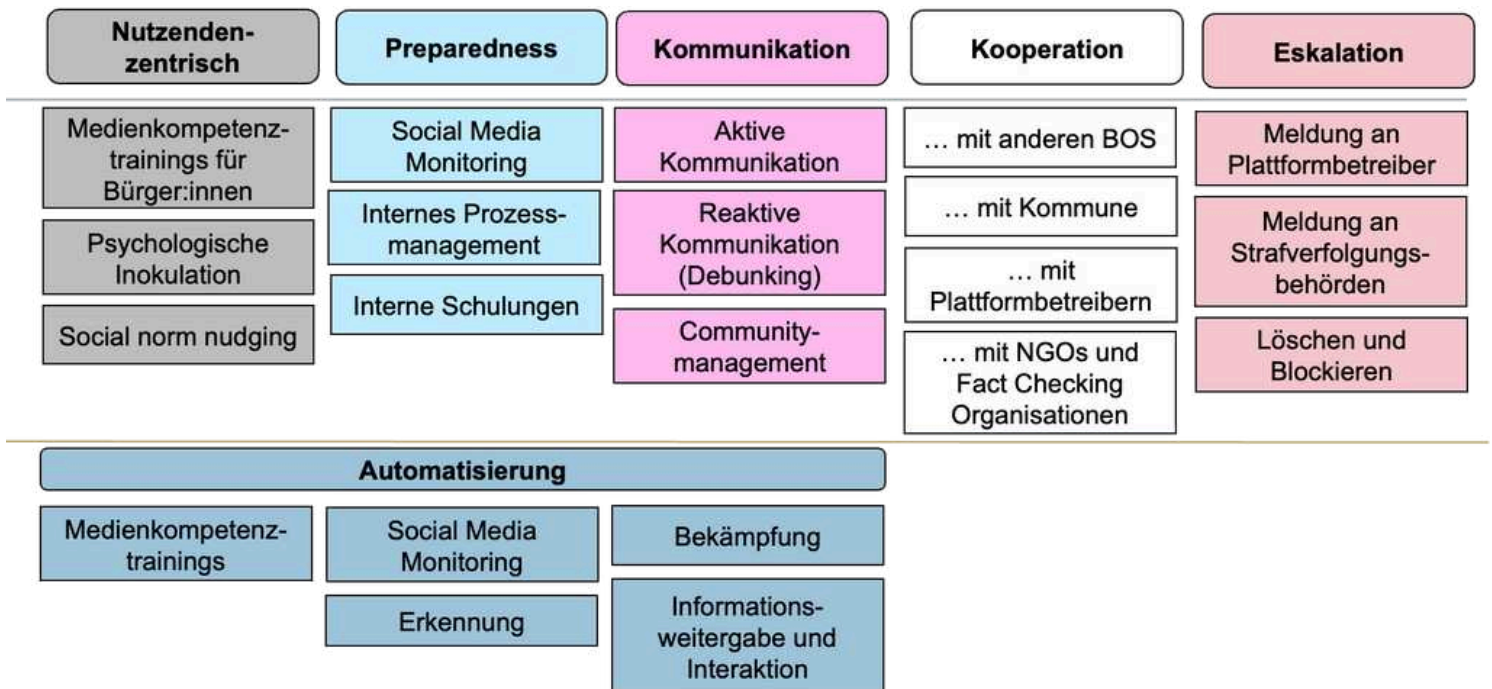 Nutzenden-
zentrisch
Preparedness
Kommunikation
Kooperation
Eskalation
Medienkompetenz-
trainings für
Bürger:innen
Psychologische
Inokulation
Social norm nudging
Social Media
Monitoring
Internes Prozess-
management
Interne Schulungen
Aktive
Kommunikation
Reaktive
Kommunikation
(Debunking)
Community-
management
… mit anderen BOS
… mit Kommune
… mit
Plattformbetreibern
… mit NGOs und
Fact Checking
Organisationen
Meldung an
Plattformbetreiber
Meldung an
Strafverfolgungs-
behörden
Löschen und
Blockieren
Automatisierung
Medienkompetenz-
trainings
Social Media
Monitoring
Erkennung
Bekämpfung
Informations-
weitergabe und
Interaktion